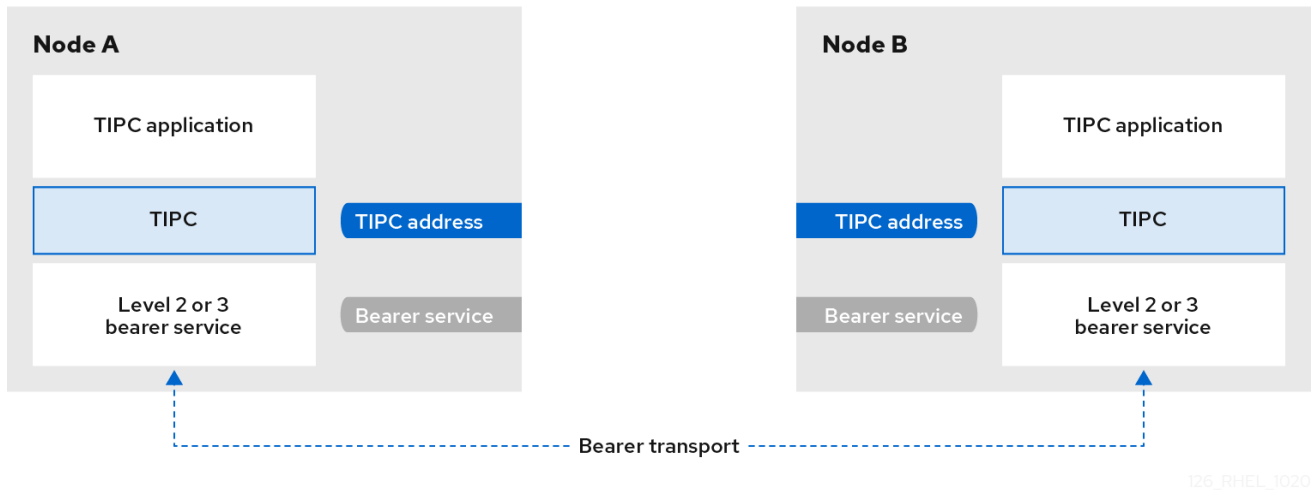 Node A
TIPC application
TIPC
TIPC address
Level 2 or 3
bearer service
Bearer service
Node B
TIPC application
TIPC address
TIPC
Bearer service
Level 2 or 3
bearer service
Bearer transport
126_RHEL_1020